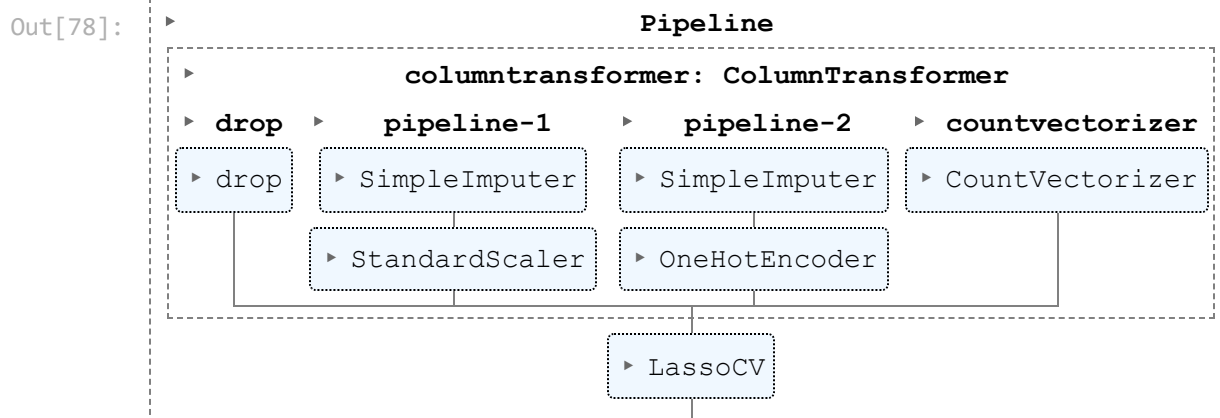 Out[78]:
Pipeline
columntransformer: ColumnTransformer
drop pipeline-1 pipeline-2 countvectorizer
drop SimpleImputer SimpleImputer CountVectorizer
StandardScaler OneHotEncoder
LassoCV